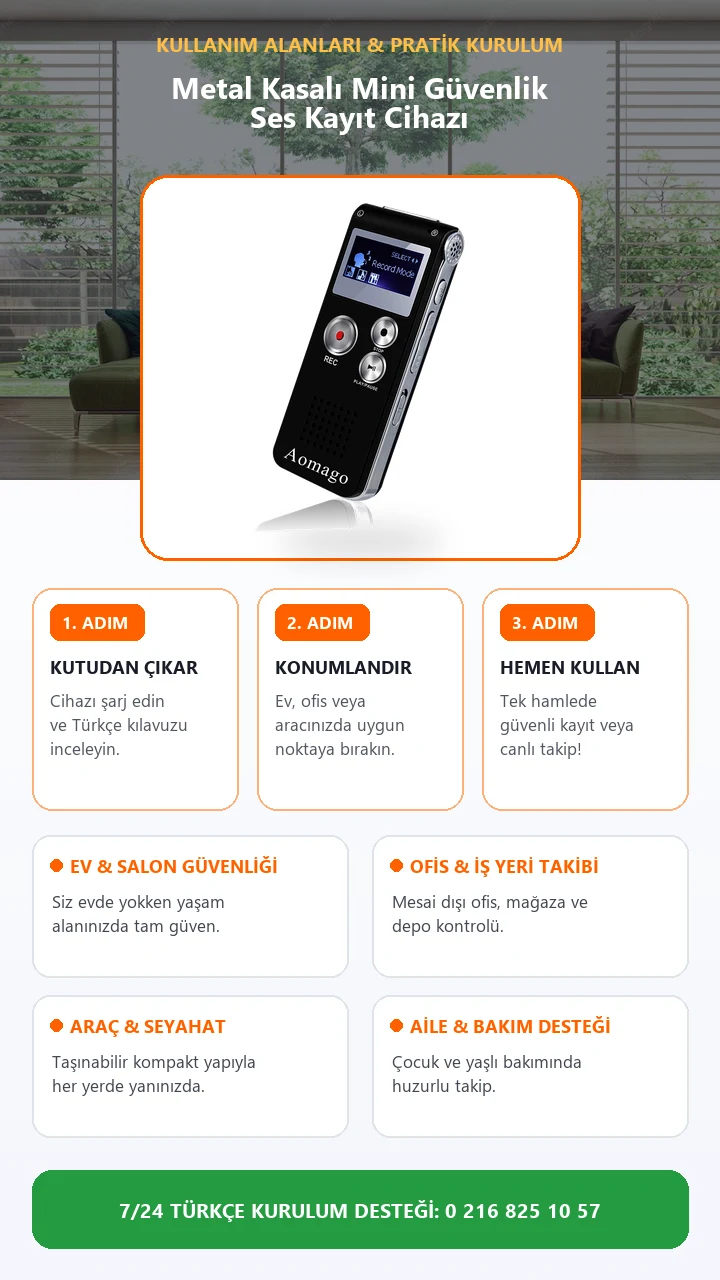 KULLANIM ALANLARI & PRATİK KURULUM
Metal Kasalı Mini Güvenlik
Ses Kayıt Cihazı
SELECT
Record Mode
REC
STOP
PLAY/PAUSE
Aomago
1. ADIM
KUTUDAN ÇIKAR
Cihazı şarj edin
ve Türkçe kılavuzu
inceleyin.
2. ADIM
KONUMLANDIR
Ev, ofis veya
aracınızda uygun
noktaya bırakın.
3. ADIM
HEMEN KULLAN
Tek hamlede
güvenli kayıt veya
canlı takip!
EV & SALON GÜVENLİĞİ
Siz evde yokken yaşam
alanınızda tam güven.
OFİS & İŞ YERİ TAKİBİ
Mesai dışı ofis, mağaza ve
depo kontrolü.
ARAÇ & SEYAHAT
Taşınabilir kompakt yapıyla
her yerde yanınızda.
AİLE & BAKIM DESTEĞİ
Çocuk ve yaşlı bakımında
huzurlu takip.
7/24 TÜRKÇE KURULUM DESTEĞİ: 0 216 825 10 57